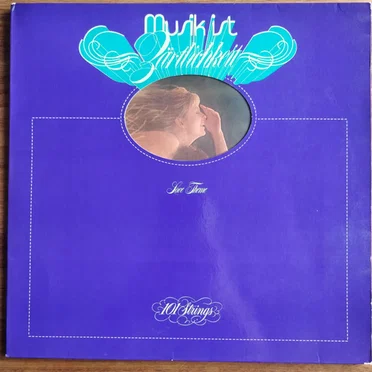 Musik ist
Zärtlichkeit
Love Theme
101 Strings